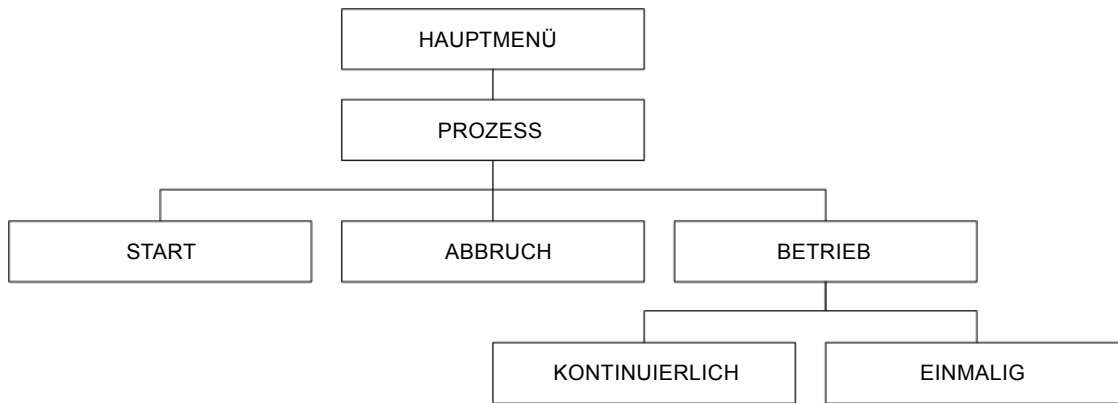 HAUPTMENÜ
PROZESS
START
ABBRUCH
BETRIEB
KONTINUIERLICH
EINMALIG